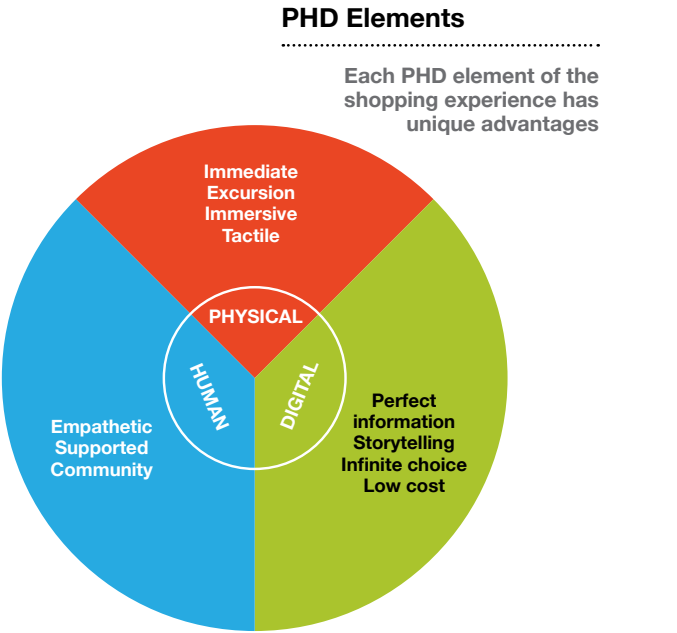 PHD Elements
Each PHD element of the
shopping experience has
unique advantages
Immediate
Excursion
Immersive
Tactile
PHYSICAL
HUMAN
DIGITAL
Empathetic
Supported
Community
Perfect
information
Storytelling
Infinite choice
Low cost